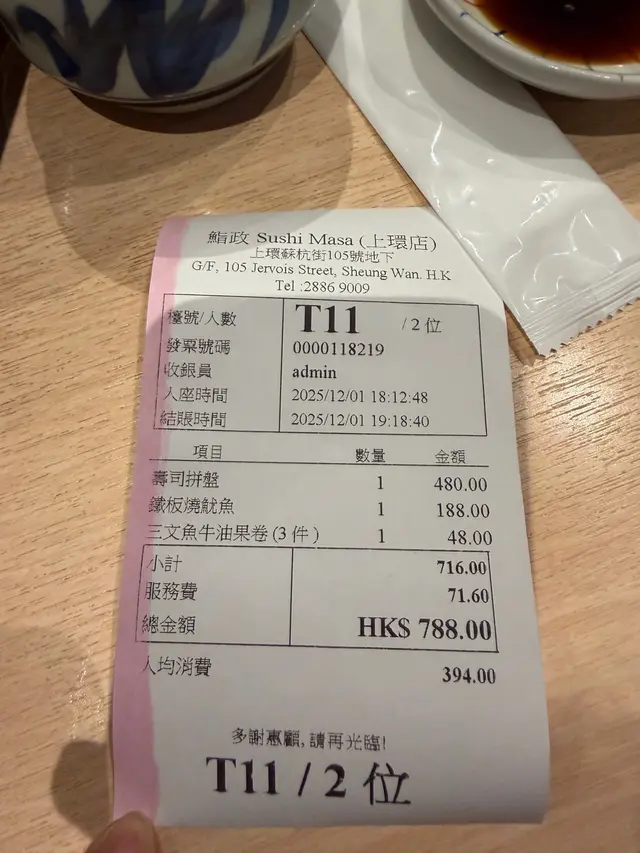 鮨政 Sushi Masa (上環店)
上環蘇杭街105號地下
G/F, 105 Jervois Street, Sheung Wan. H.K
Tel :2886 9009
檯號/人數 T11 / 2 位
發票號碼 0000118219
收銀員 admin
入座時間 2025/12/01 18:12:48
結賬時間 2025/12/01 19:18:40
項目 數量 金額
壽司拼盤 1 480.00
鐵板燒魷魚 1 188.00
三文魚牛油果卷 (3 件 ) 1 48.00
小計 716.00
服務費 71.60
總金額 HK$ 788.00
人均消費 394.00
多謝惠顧, 請再光臨!
T11 / 2 位